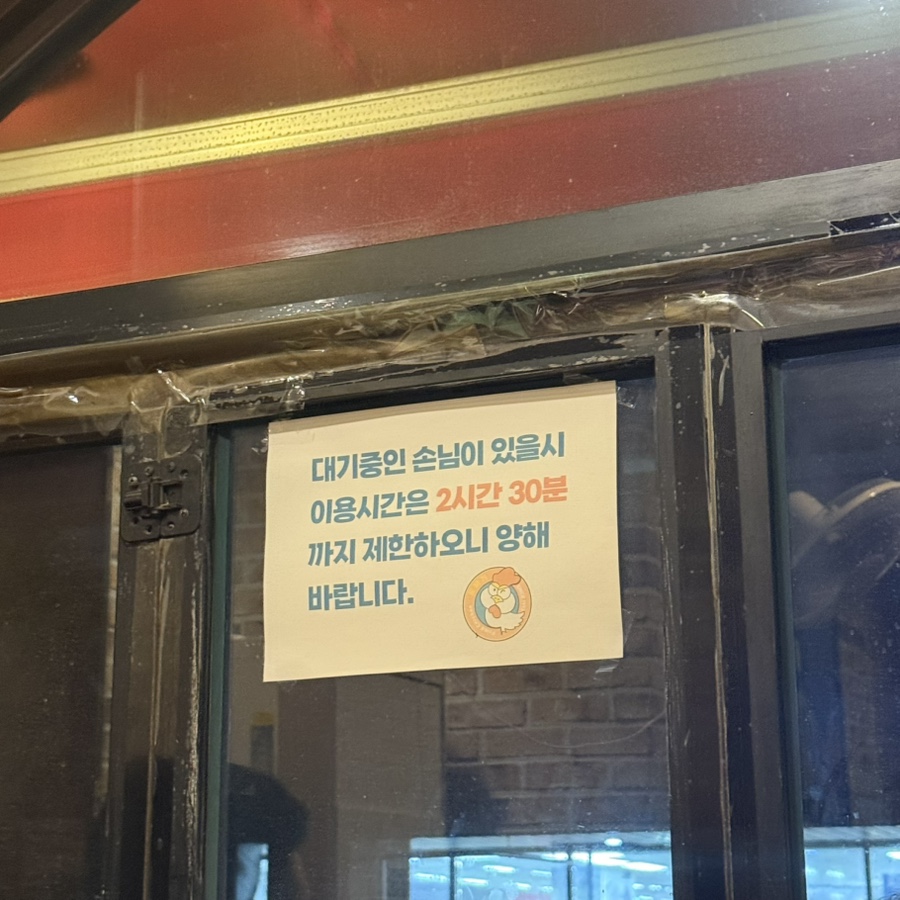 대기중인 손님이 있을시
이용시간은 2시간 30분
까지 제한하오니 양해
바랍니다.